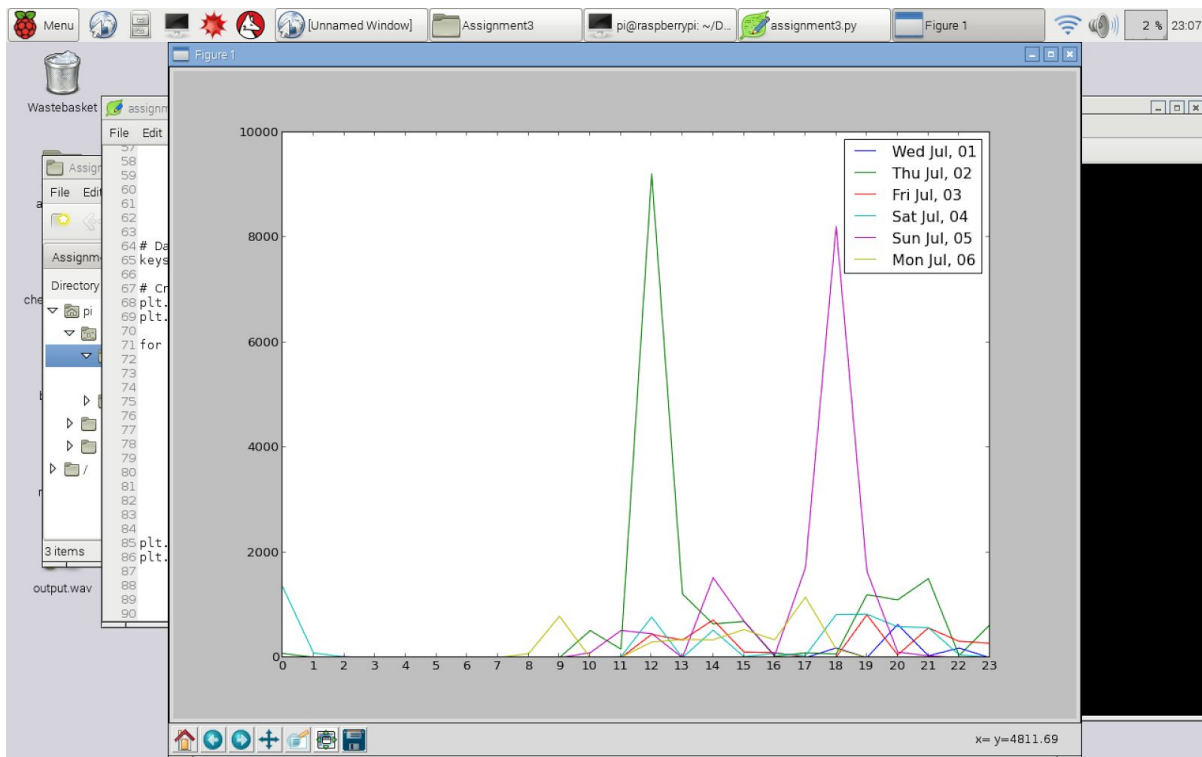 Menu
[Unnamed Window]
Assignment3
pi@raspberrypi: ~/D...
assignment3.py
Figure 1
2 %
23:07
Wastebasket
assignm
File Edit
57
58
59
60
61
62
63
64 # Da
65 keys
66
67 # Cr
68 plt.
69 plt.
70
71 for
72
73
74
75
76
77
78
79
80
81
82
83
84
85 plt.
86 plt.
87
88
89
90
Assign
File Edi
Assignm
Directory
che
pi
/
3 items
output.wav
Figure 1
10000
8000
6000
4000
2000
0
0 1 2 3 4 5 6 7 8 9 10 11 12 13 14 15 16 17 18 19 20 21 22 23
Wed Jul, 01
Thu Jul, 02
Fri Jul, 03
Sat Jul, 04
Sun Jul, 05
Mon Jul, 06
x= y=4811.69